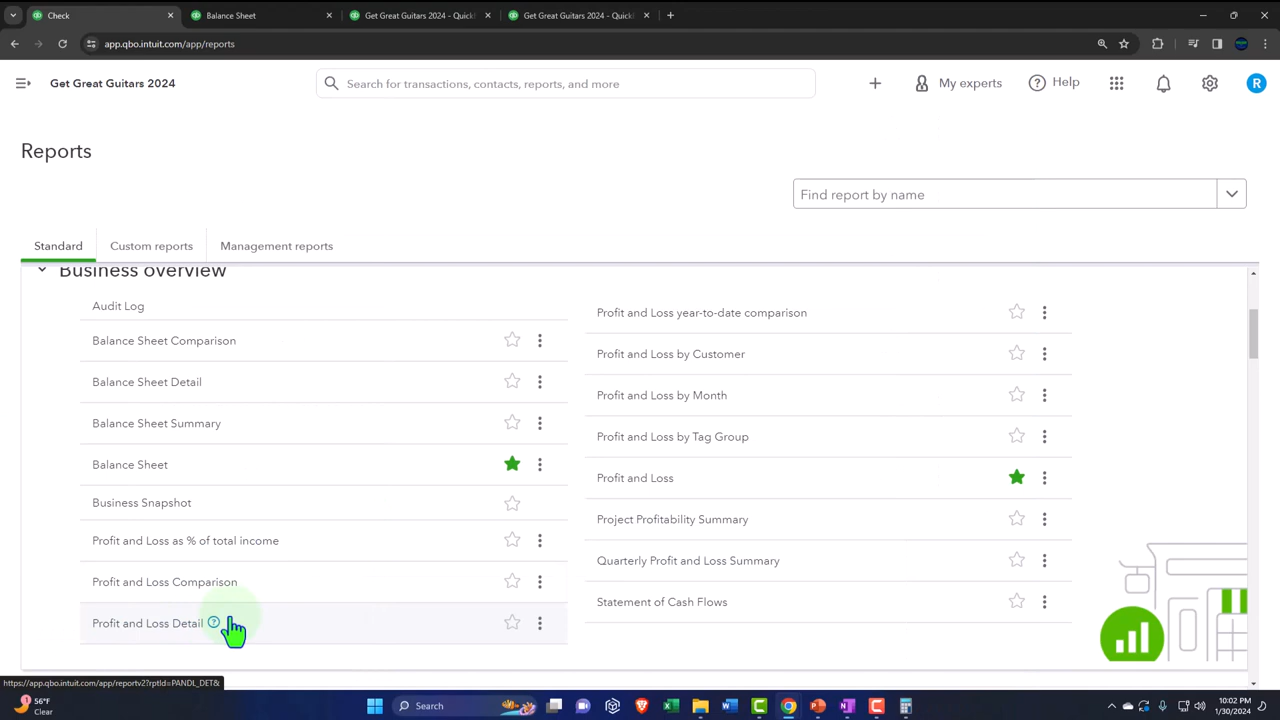 Check
Balance Sheet
Get Great Guitars 2024 - Quick
Get Great Guitars 2024 - Quick
app.qbo.intuit.com/app/reports
Get Great Guitars 2024
Search for transactions, contacts, reports, and more
My experts
Help
R
Reports
Find report by name
Standard
Custom reports
Management reports
Business overview
Audit Log
Balance Sheet Comparison
Balance Sheet Detail
Balance Sheet Summary
Balance Sheet
Business Snapshot
Profit and Loss as % of total income
Profit and Loss Comparison
Profit and Loss Detail
Profit and Loss year-to-date comparison
Profit and Loss by Customer
Profit and Loss by Month
Profit and Loss by Tag Group
Profit and Loss
Project Profitability Summary
Quarterly Profit and Loss Summary
Statement of Cash Flows
https://app.qbo.intuit.com/app/reportv2?rptId=PANDL_DET&
56°F
Clear
Search
10:02 PM
1/30/2024